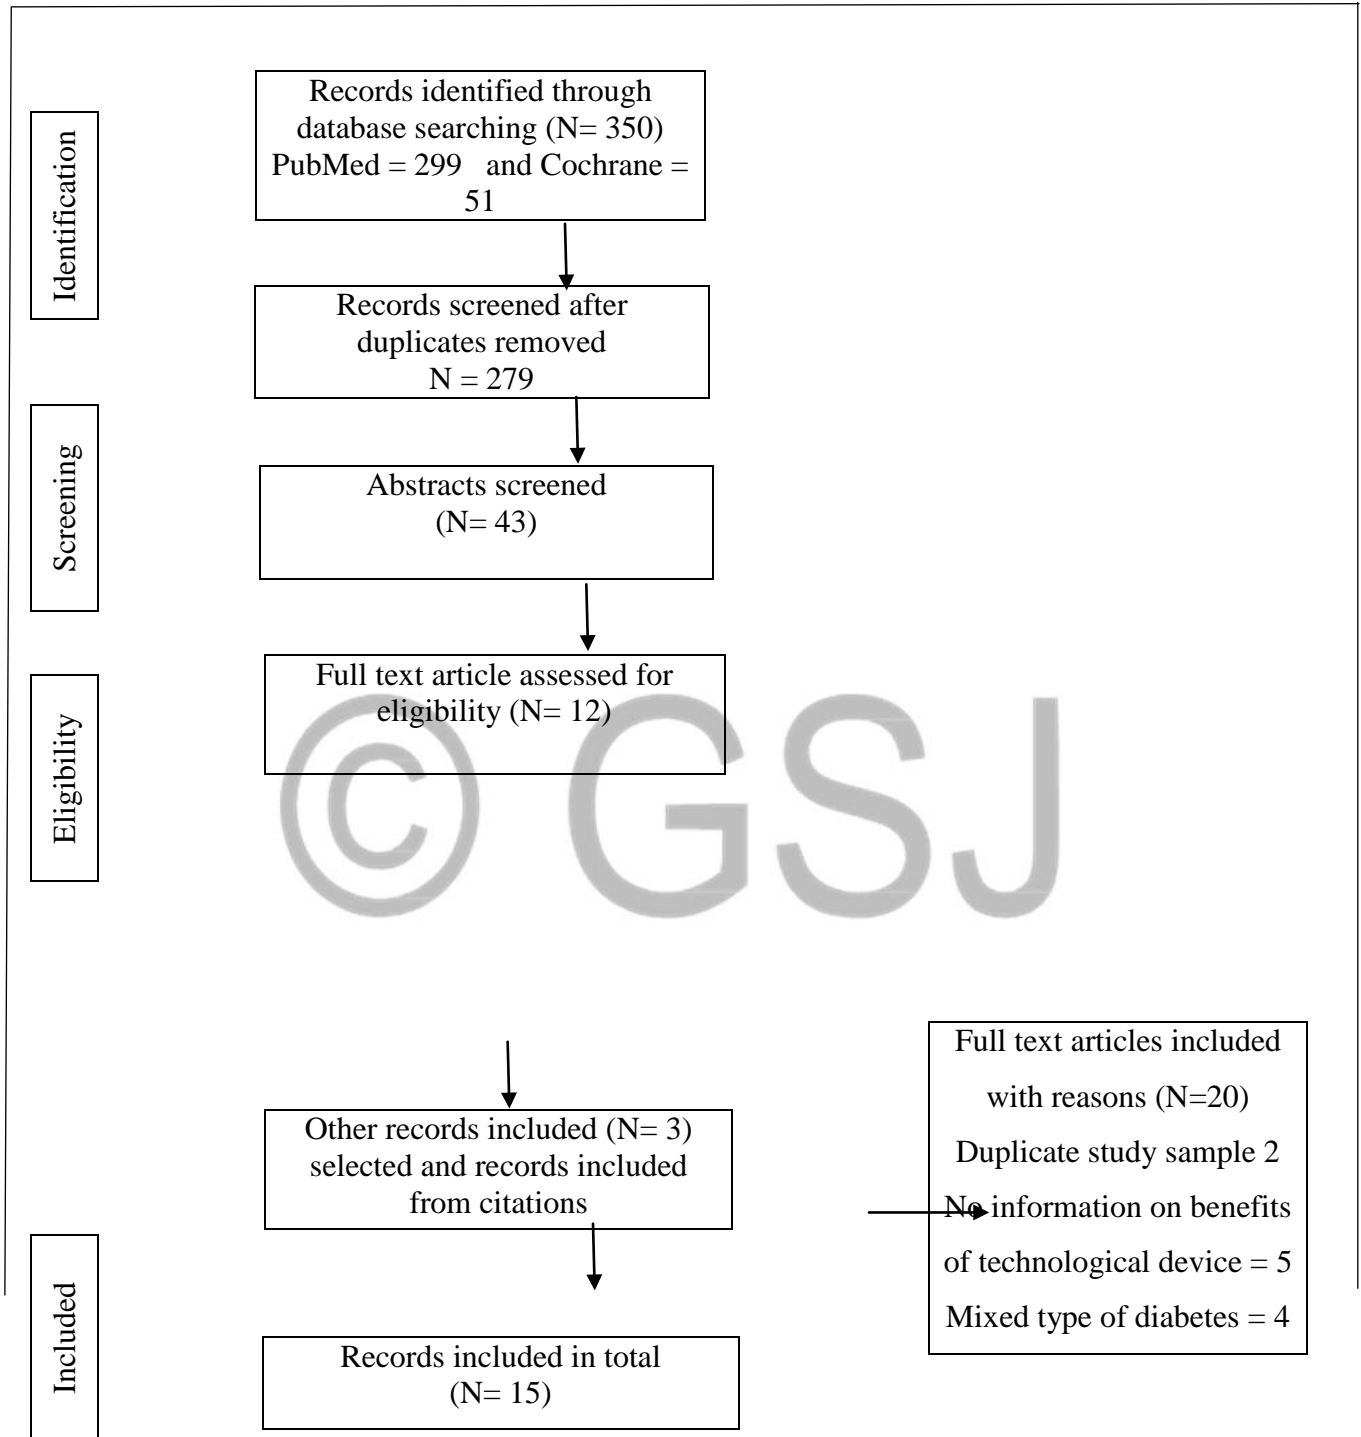 Identification
Records identified through
database searching (N= 350)
PubMed = 299 and Cochrane =
51
Records screened after
duplicates removed
N = 279
Screening
Abstracts screened
(N= 43)
Eligibility
Full text article assessed for
eligibility (N= 12)
© GSJ
Other records included (N= 3)
selected and records included
from citations
Full text articles included
with reasons (N=20)
Duplicate study sample 2
No information on benefits
of technological device = 5
Mixed type of diabetes = 4
Included
Records included in total
(N= 15)